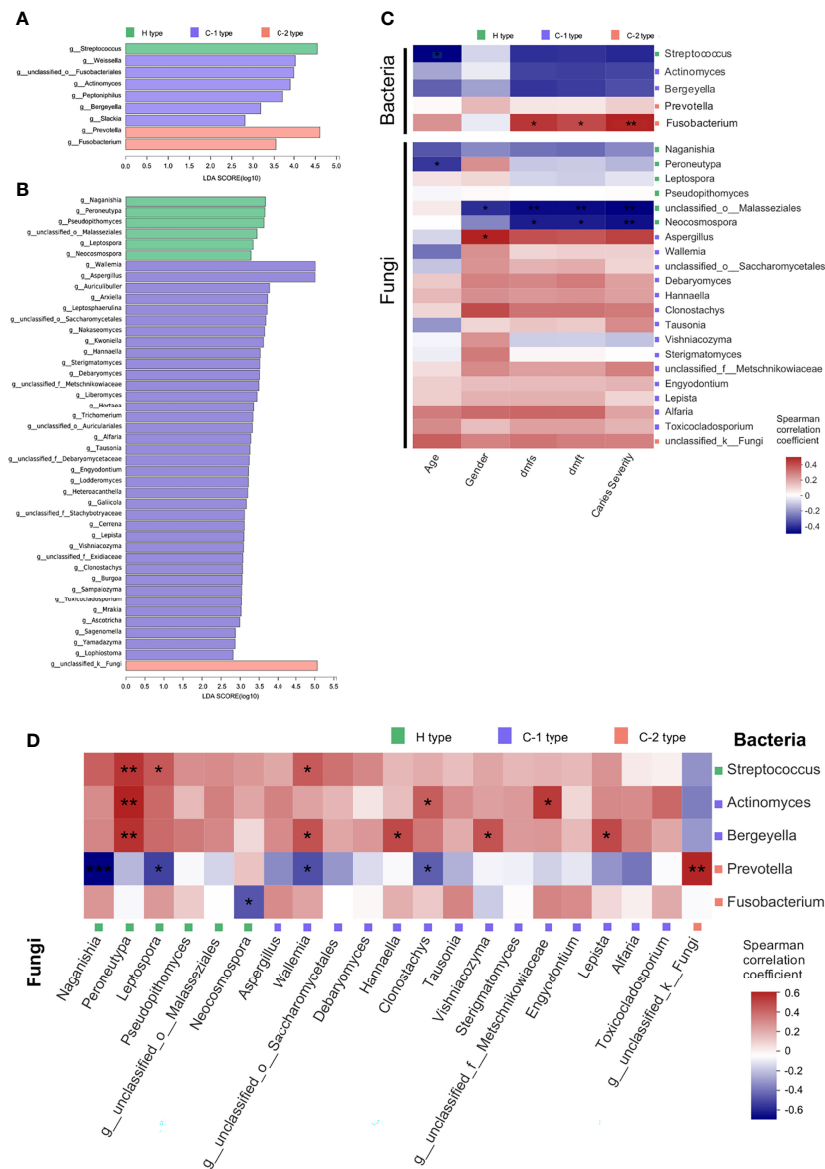 A
H type C-1 type C-2 type
g__Streptococcus
g__Weissella
g__unclassified_o__Fusobacteriales
g__Actinomyces
g__Peptoniphilus
g__Bergeyella
g__Slackia
g__Prevotella
g__Fusobacterium
0.0 0.5 1.0 1.5 2.0 2.5 3.0 3.5 4.0 4.5 5.0
LDA SCORE(log10)
B
g__Naganishia
g__Peroneutypa
g__Pseudopithomyces
g__unclassified_o__Malasseziales
g__Leptospora
g__Neocosmospora
g__Wallemia
g__Aspergillus
g__Auriculibuller
g__Arxiella
g__Leptosphaerulina
g__unclassified_o__Saccharomycetales
g__Nakaseomyces
g__Kwoniella
g__Hannaella
g__Sterigmatomyces
g__Debaryomyces
g__unclassified_f__Metschnikowiaceae
g__Liberomyces
g__Hortaea
g__Trichomerium
g__unclassified_o__Auriculariales
g__Alfaria
g__Tausonia
g__unclassified_f__Debaryomycetaceae
g__Engyodontium
g__Lodderomyces
g__Heteroacanthella
g__Galiicola
g__unclassified_f__Stachybotryaceae
g__Cerrena
g__Lepista
g__Vishniacozyma
g__unclassified_f__Exidiaceae
g__Clonostachys
g__Burgoa
g__Sampaiozyma
g__Toxicocladosporium
g__Mrakia
g__Ascotricha
g__Sagenomella
g__Yamadazyma
g__Lophiostoma
g__unclassified_k__Fungi
0.0 0.5 1.0 1.5 2.0 2.5 3.0 3.5 4.0 4.5 5.0
LDA SCORE(log10)
C
H type C-1 type C-2 type
Bacteria
Streptococcus
Actinomyces
Bergeyella
Prevotella
* * ** Fusobacterium
Fungi
Naganishia
* Peroneutypa
Leptospora
Pseudopithomyces
* ** ** ** unclassified_o__Malasseziales
* * ** Neocosmospora
* Aspergillus
Wallemia
unclassified_o__Saccharomycetales
Debaryomyces
Hannaella
Clonostachys
Tausonia
Vishniacozyma
Sterigmatomyces
unclassified_f__Metschnikowiaceae
Engyodontium
Lepista
Alfaria
Toxicocladosporium
unclassified_k__Fungi
Age Gender dmfs dmft Caries Severity
Spearman
correlation
coefficient
0.4
0.2
0
-0.2
-0.4
D
H type C-1 type C-2 type
Bacteria
** * * Streptococcus
** * * Actinomyces
** * * * * Bergeyella
*** * * * ** Prevotella
* Fusobacterium
Fungi
Naganishia
Peroneutypa
Leptospora
Pseudopithomyces
g__unclassified_o__Malasseziales
Neocosmospora
Aspergillus
Wallemia
g__unclassified_o__Saccharomycetales
Debaryomyces
Hannaella
Clonostachys
Tausonia
Vishniacozyma
Sterigmatomyces
g__unclassified_f__Metschnikowiaceae
Engyodontium
Lepista
Alfaria
Toxicocladosporium
g__unclassified_k__Fungi
Spearman
correlation
coefficient
0.6
0.4
0.2
0
-0.2
-0.4
-0.6